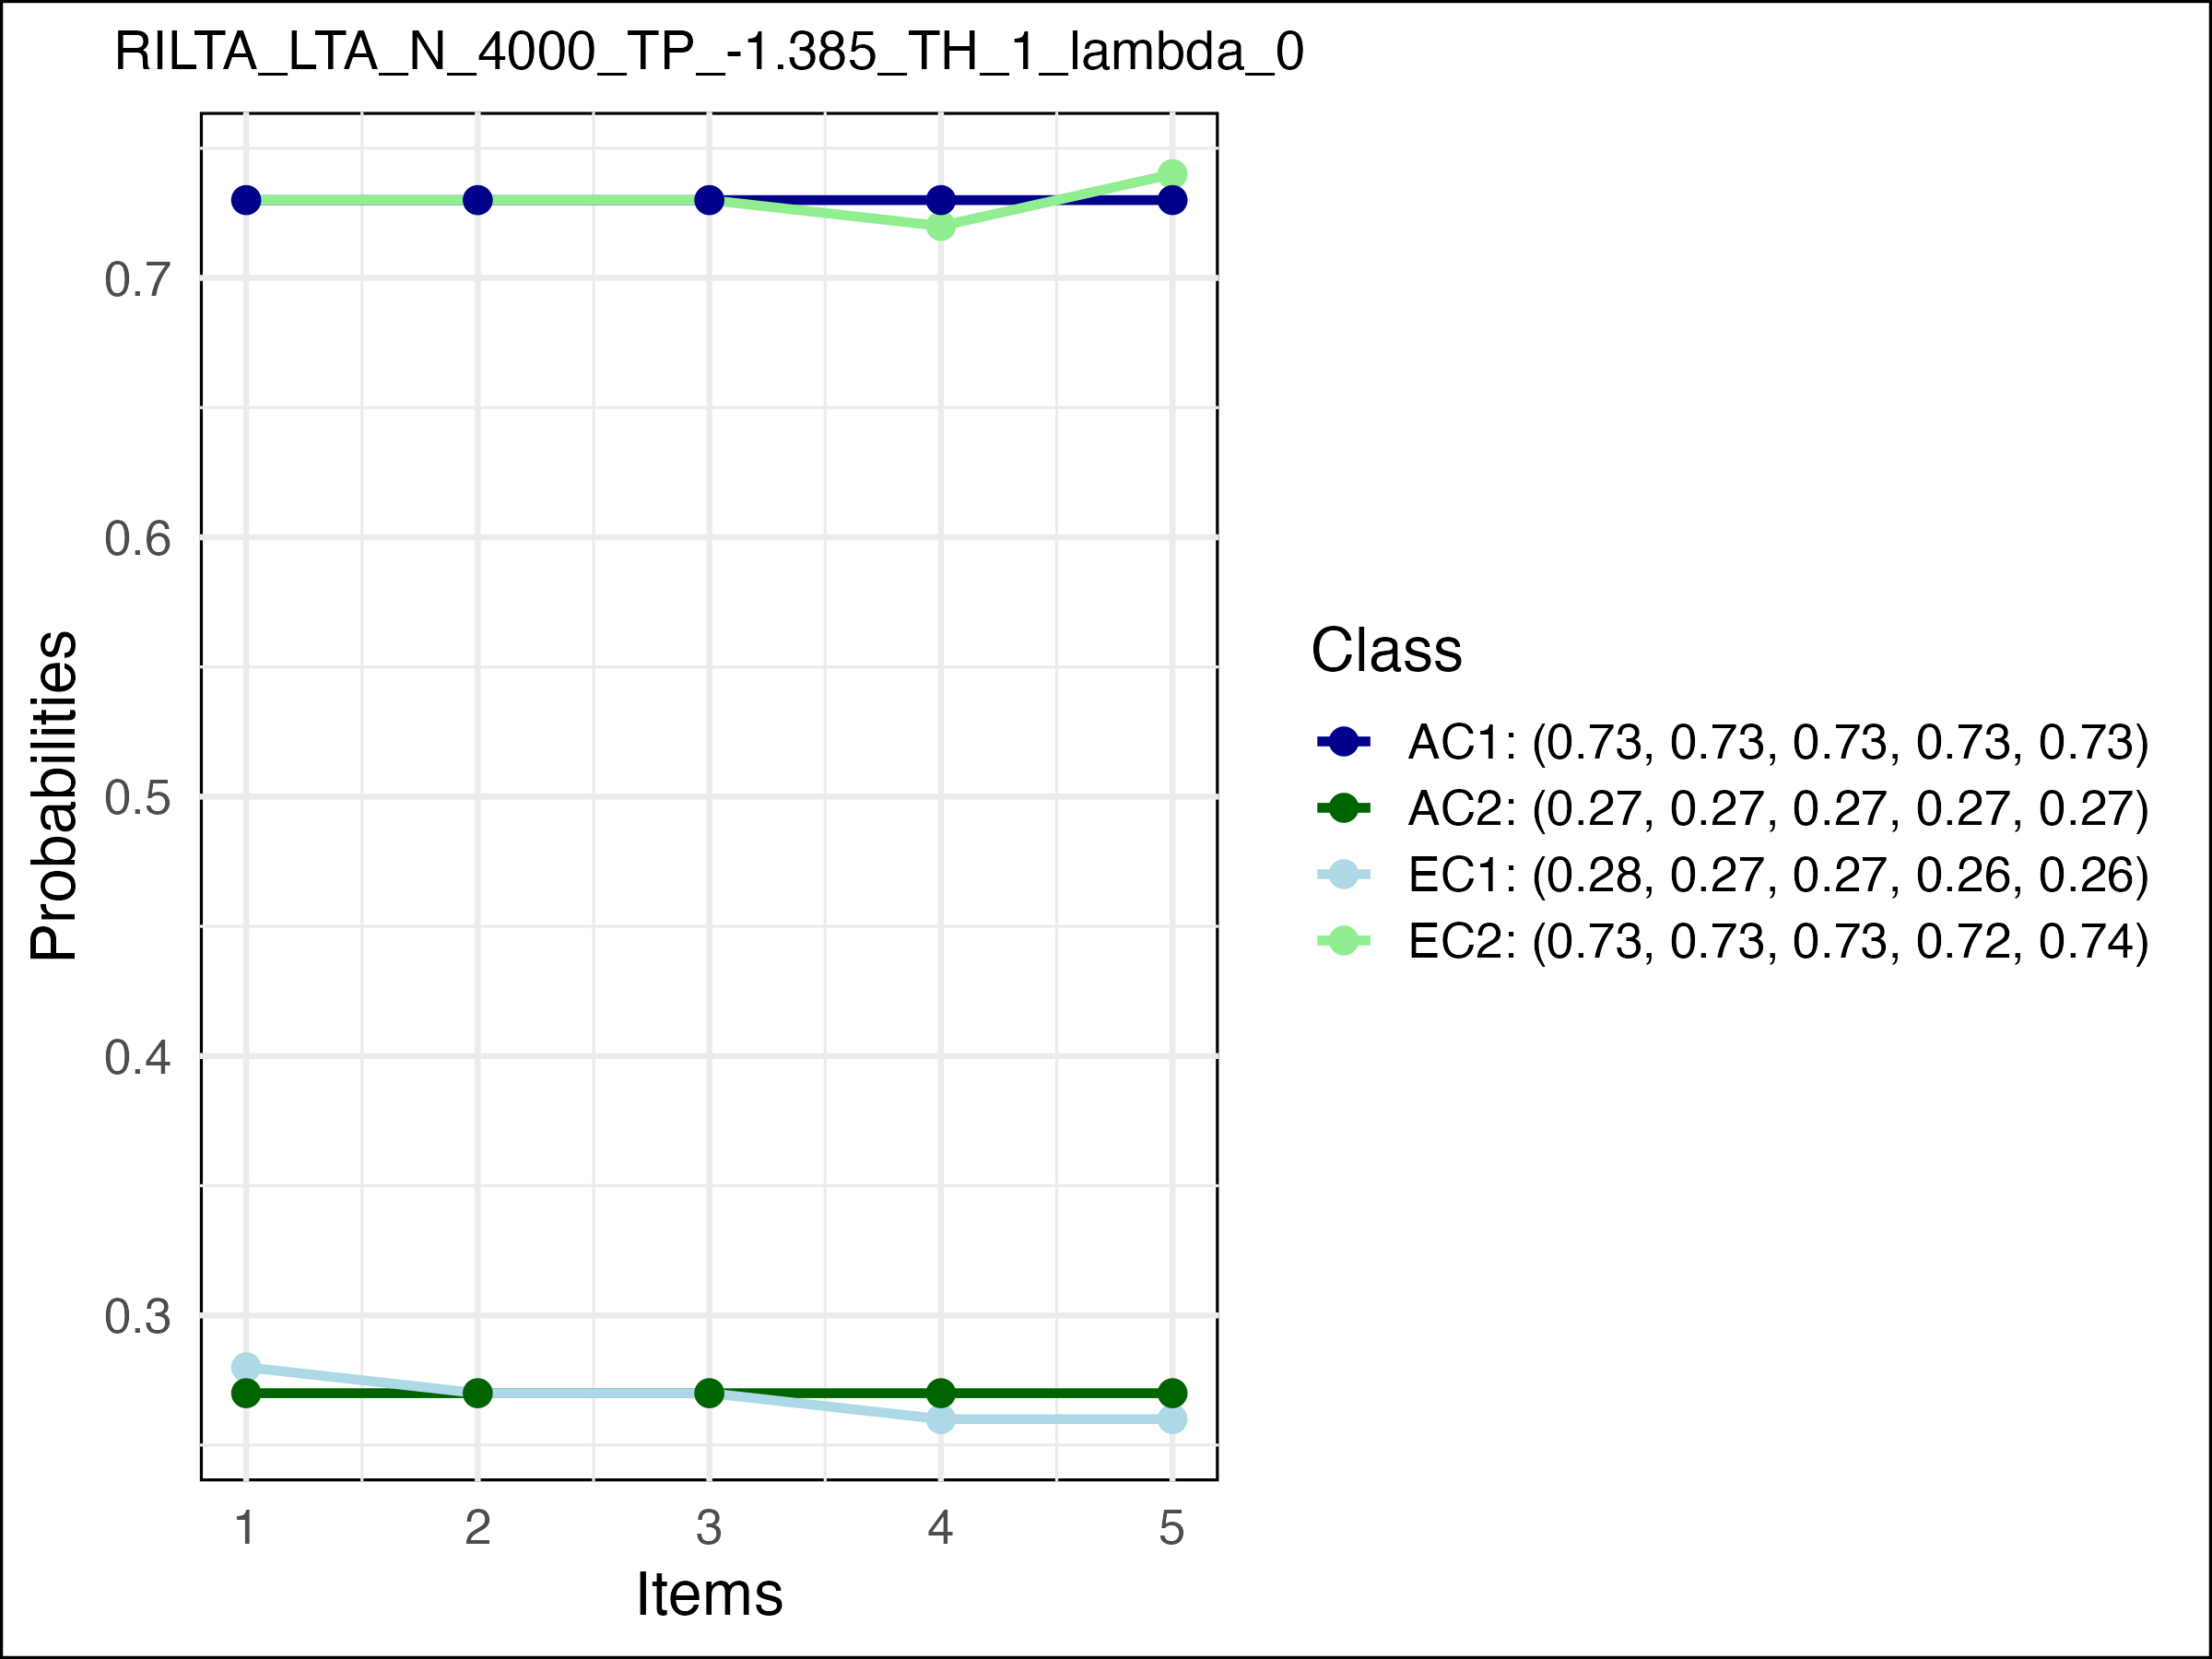 RILTA_LTA_N_4000_TP_-1.385_TH_1_lambda_0
Probabilities
0.7
0.6
0.5
0.4
0.3
1 2 3 4 5
Items
Class
AC1: (0.73, 0.73, 0.73, 0.73, 0.73)
AC2: (0.27, 0.27, 0.27, 0.27, 0.27)
EC1: (0.28, 0.27, 0.27, 0.26, 0.26)
EC2: (0.73, 0.73, 0.73, 0.72, 0.74)